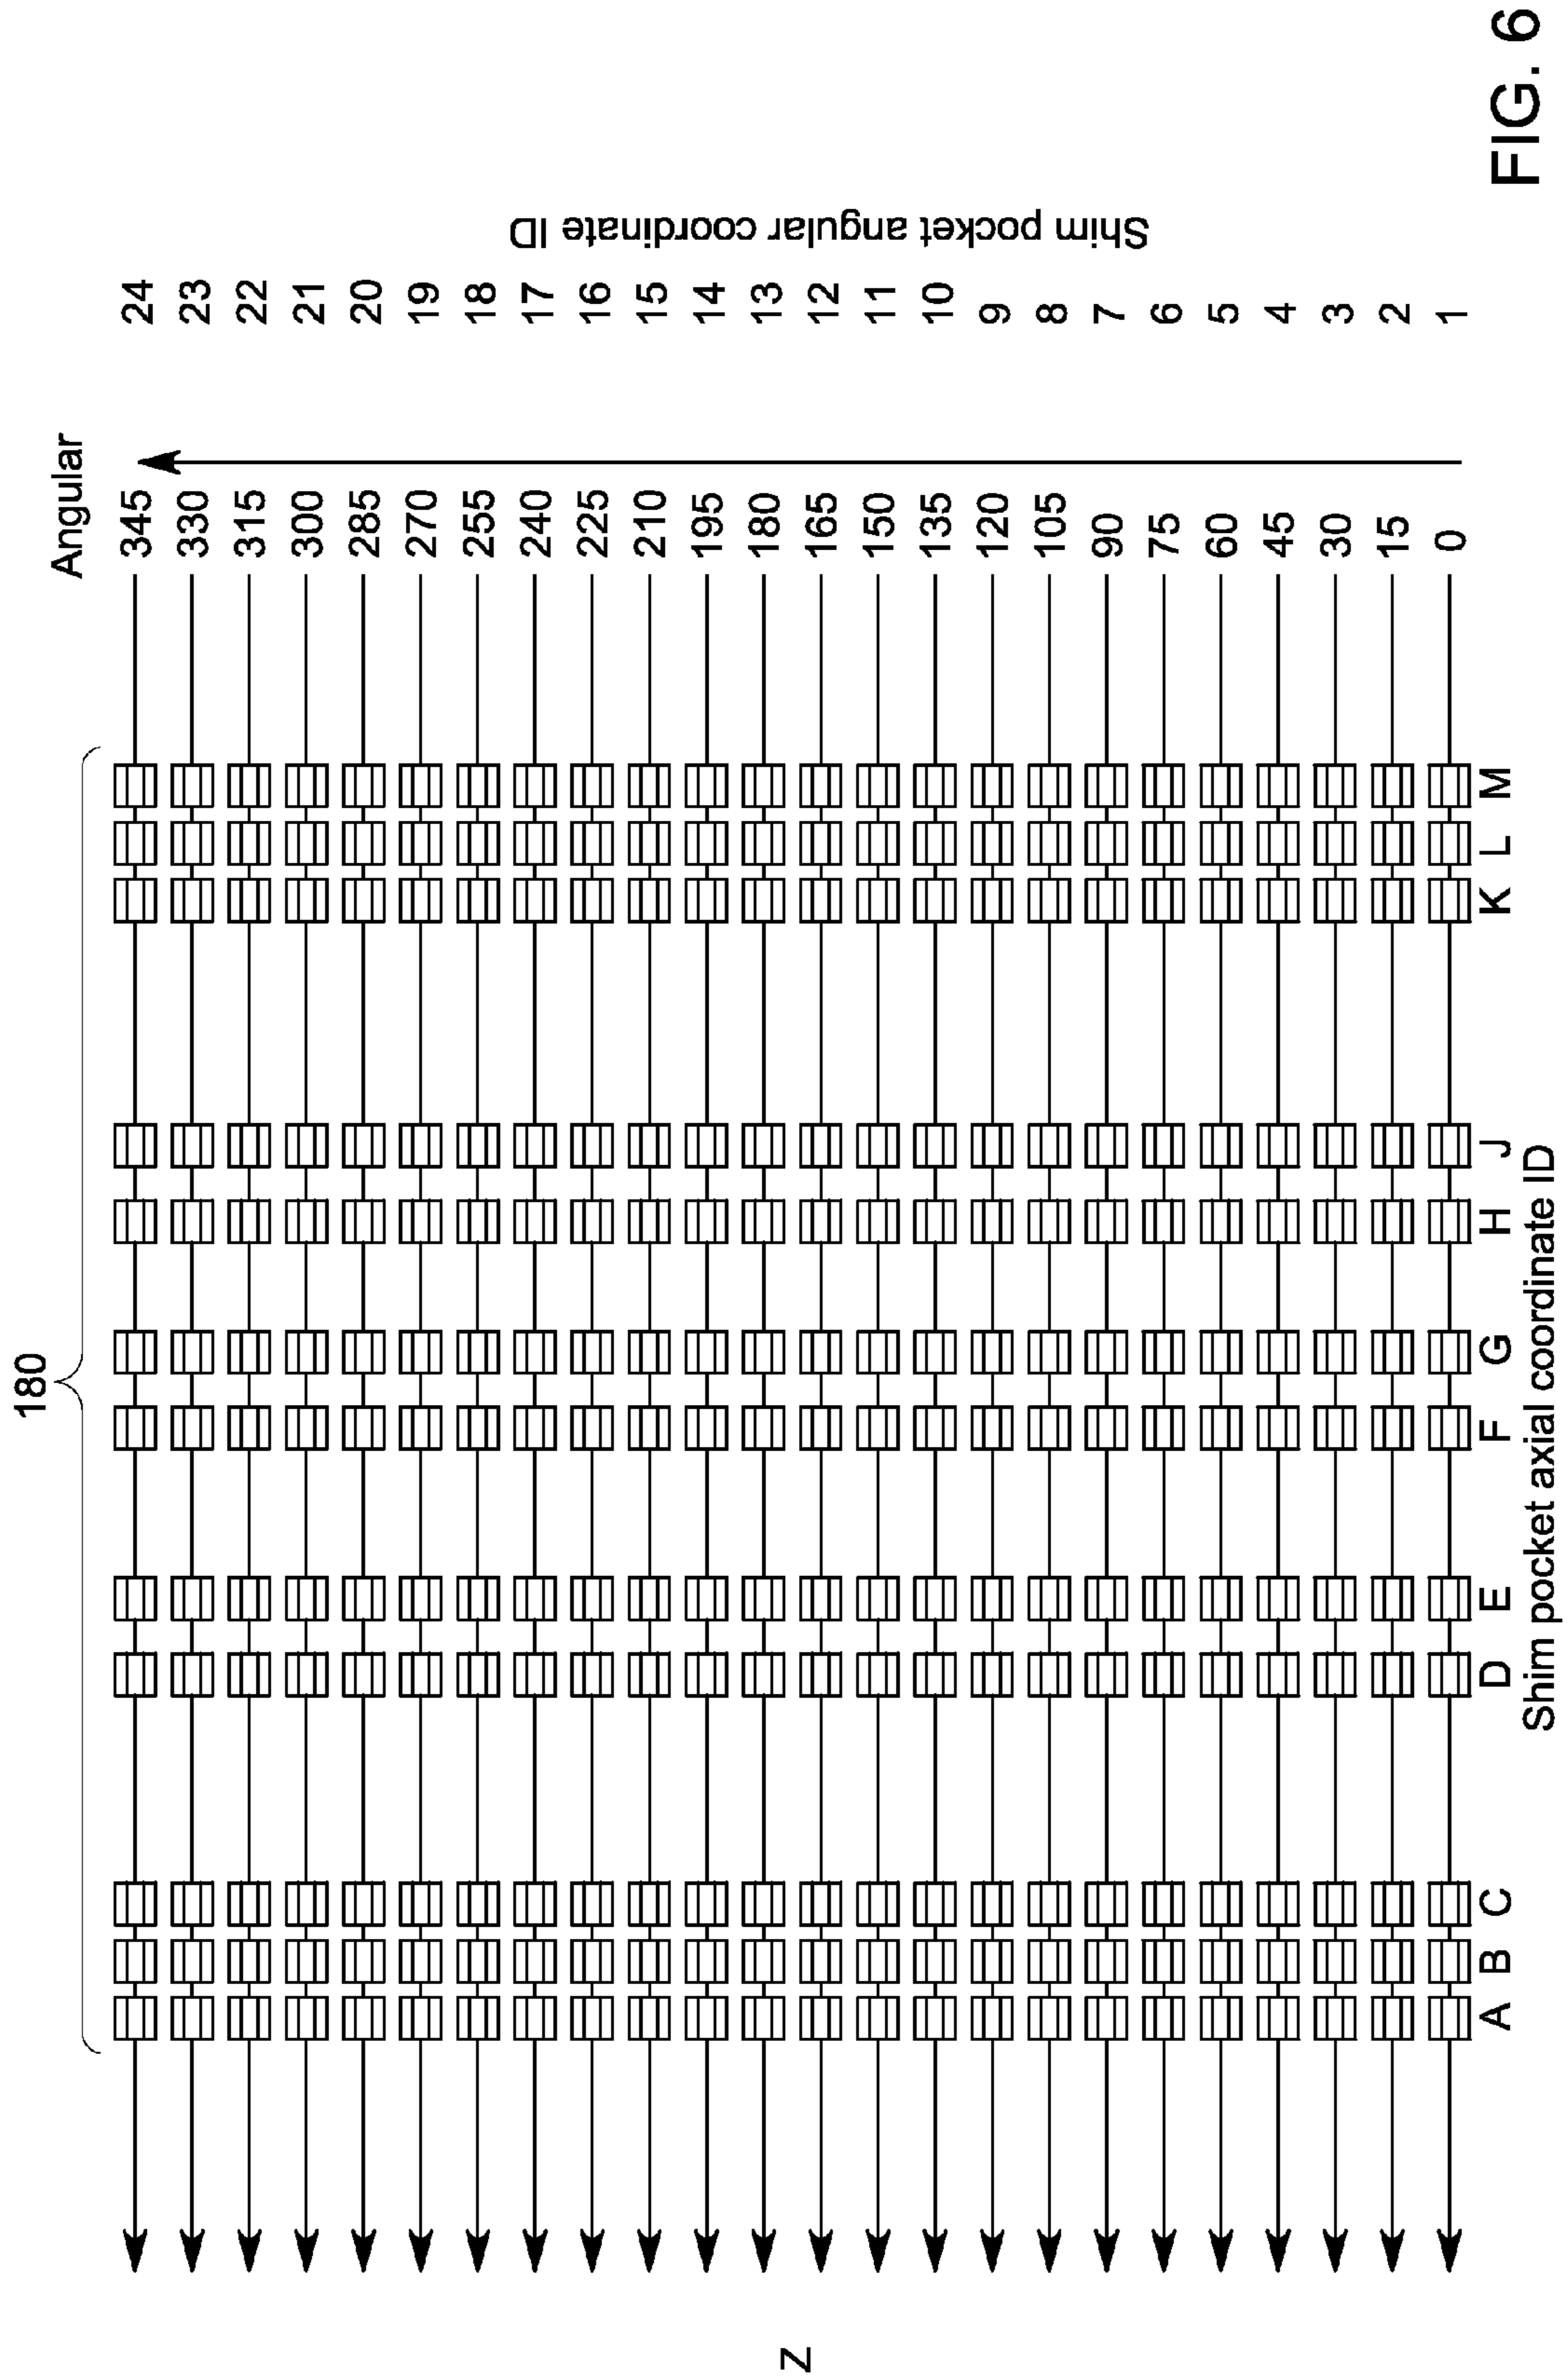 180
Angular
345 330 315 300 285 270 255 240 225 210 195 180 165 150 135 120 105 90 75 60 45 30 15 0
24 23 22 21 20 19 18 17 16 15 14 13 12 11 10 9 8 7 6 5 4 3 2 1
Shim pocket angular coordinate ID
Z
A B C D E F G H J K L M
Shim pocket axial coordinate ID
FIG. 6